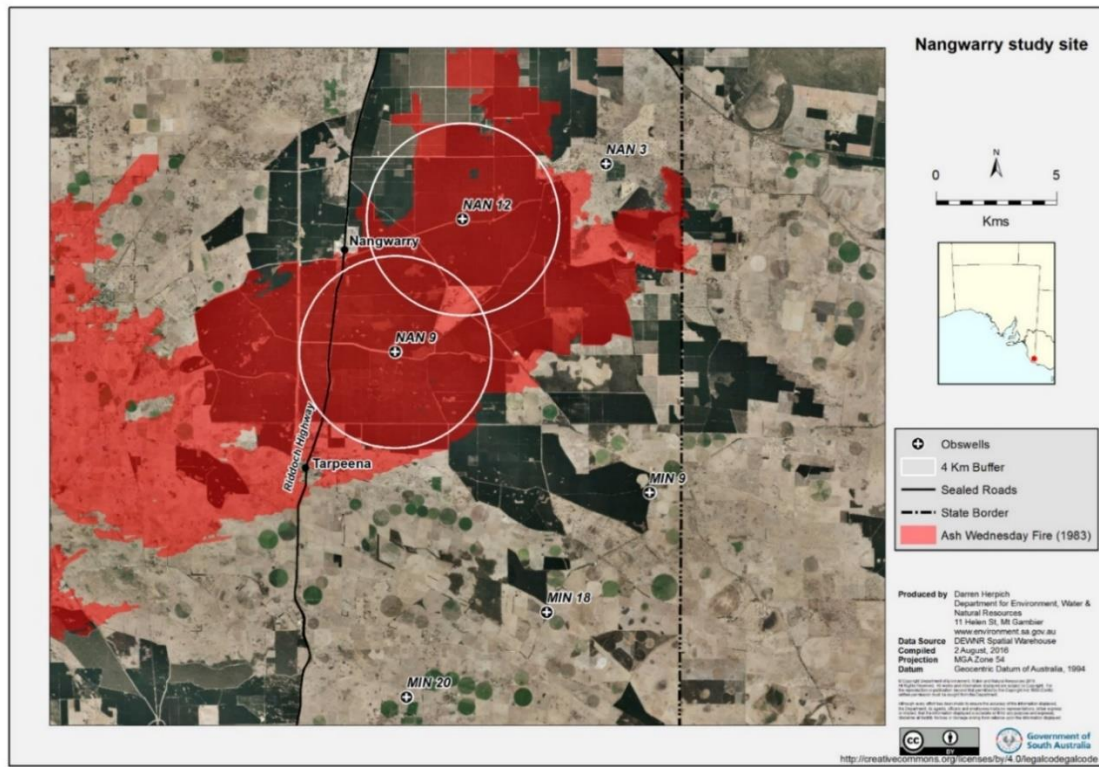 Nangwarry study site
NAN 3
NAN 12
Nangwarry
NAN 9
Riddoch Highway
Tarpeena
MIN 9
MIN 18
MIN 20
N
0 5
Kms
Obswells
4 Km Buffer
Sealed Roads
State Border
Ash Wednesday Fire (1983)
Produced by Darren Herpich
Department for Environment, Water &
Natural Resources
11 Helen St, Mt Gambier
www.environment.sa.gov.au
Data Source DEWNR Spatial Warehouse
Compiled 2 August, 2016
Projection MGA Zone 54
Datum Geocentric Datum of Australia, 1994
cc BY
Government of
South Australia
http://creativecommons.org/licenses/by/4.0/legalcodegalcode